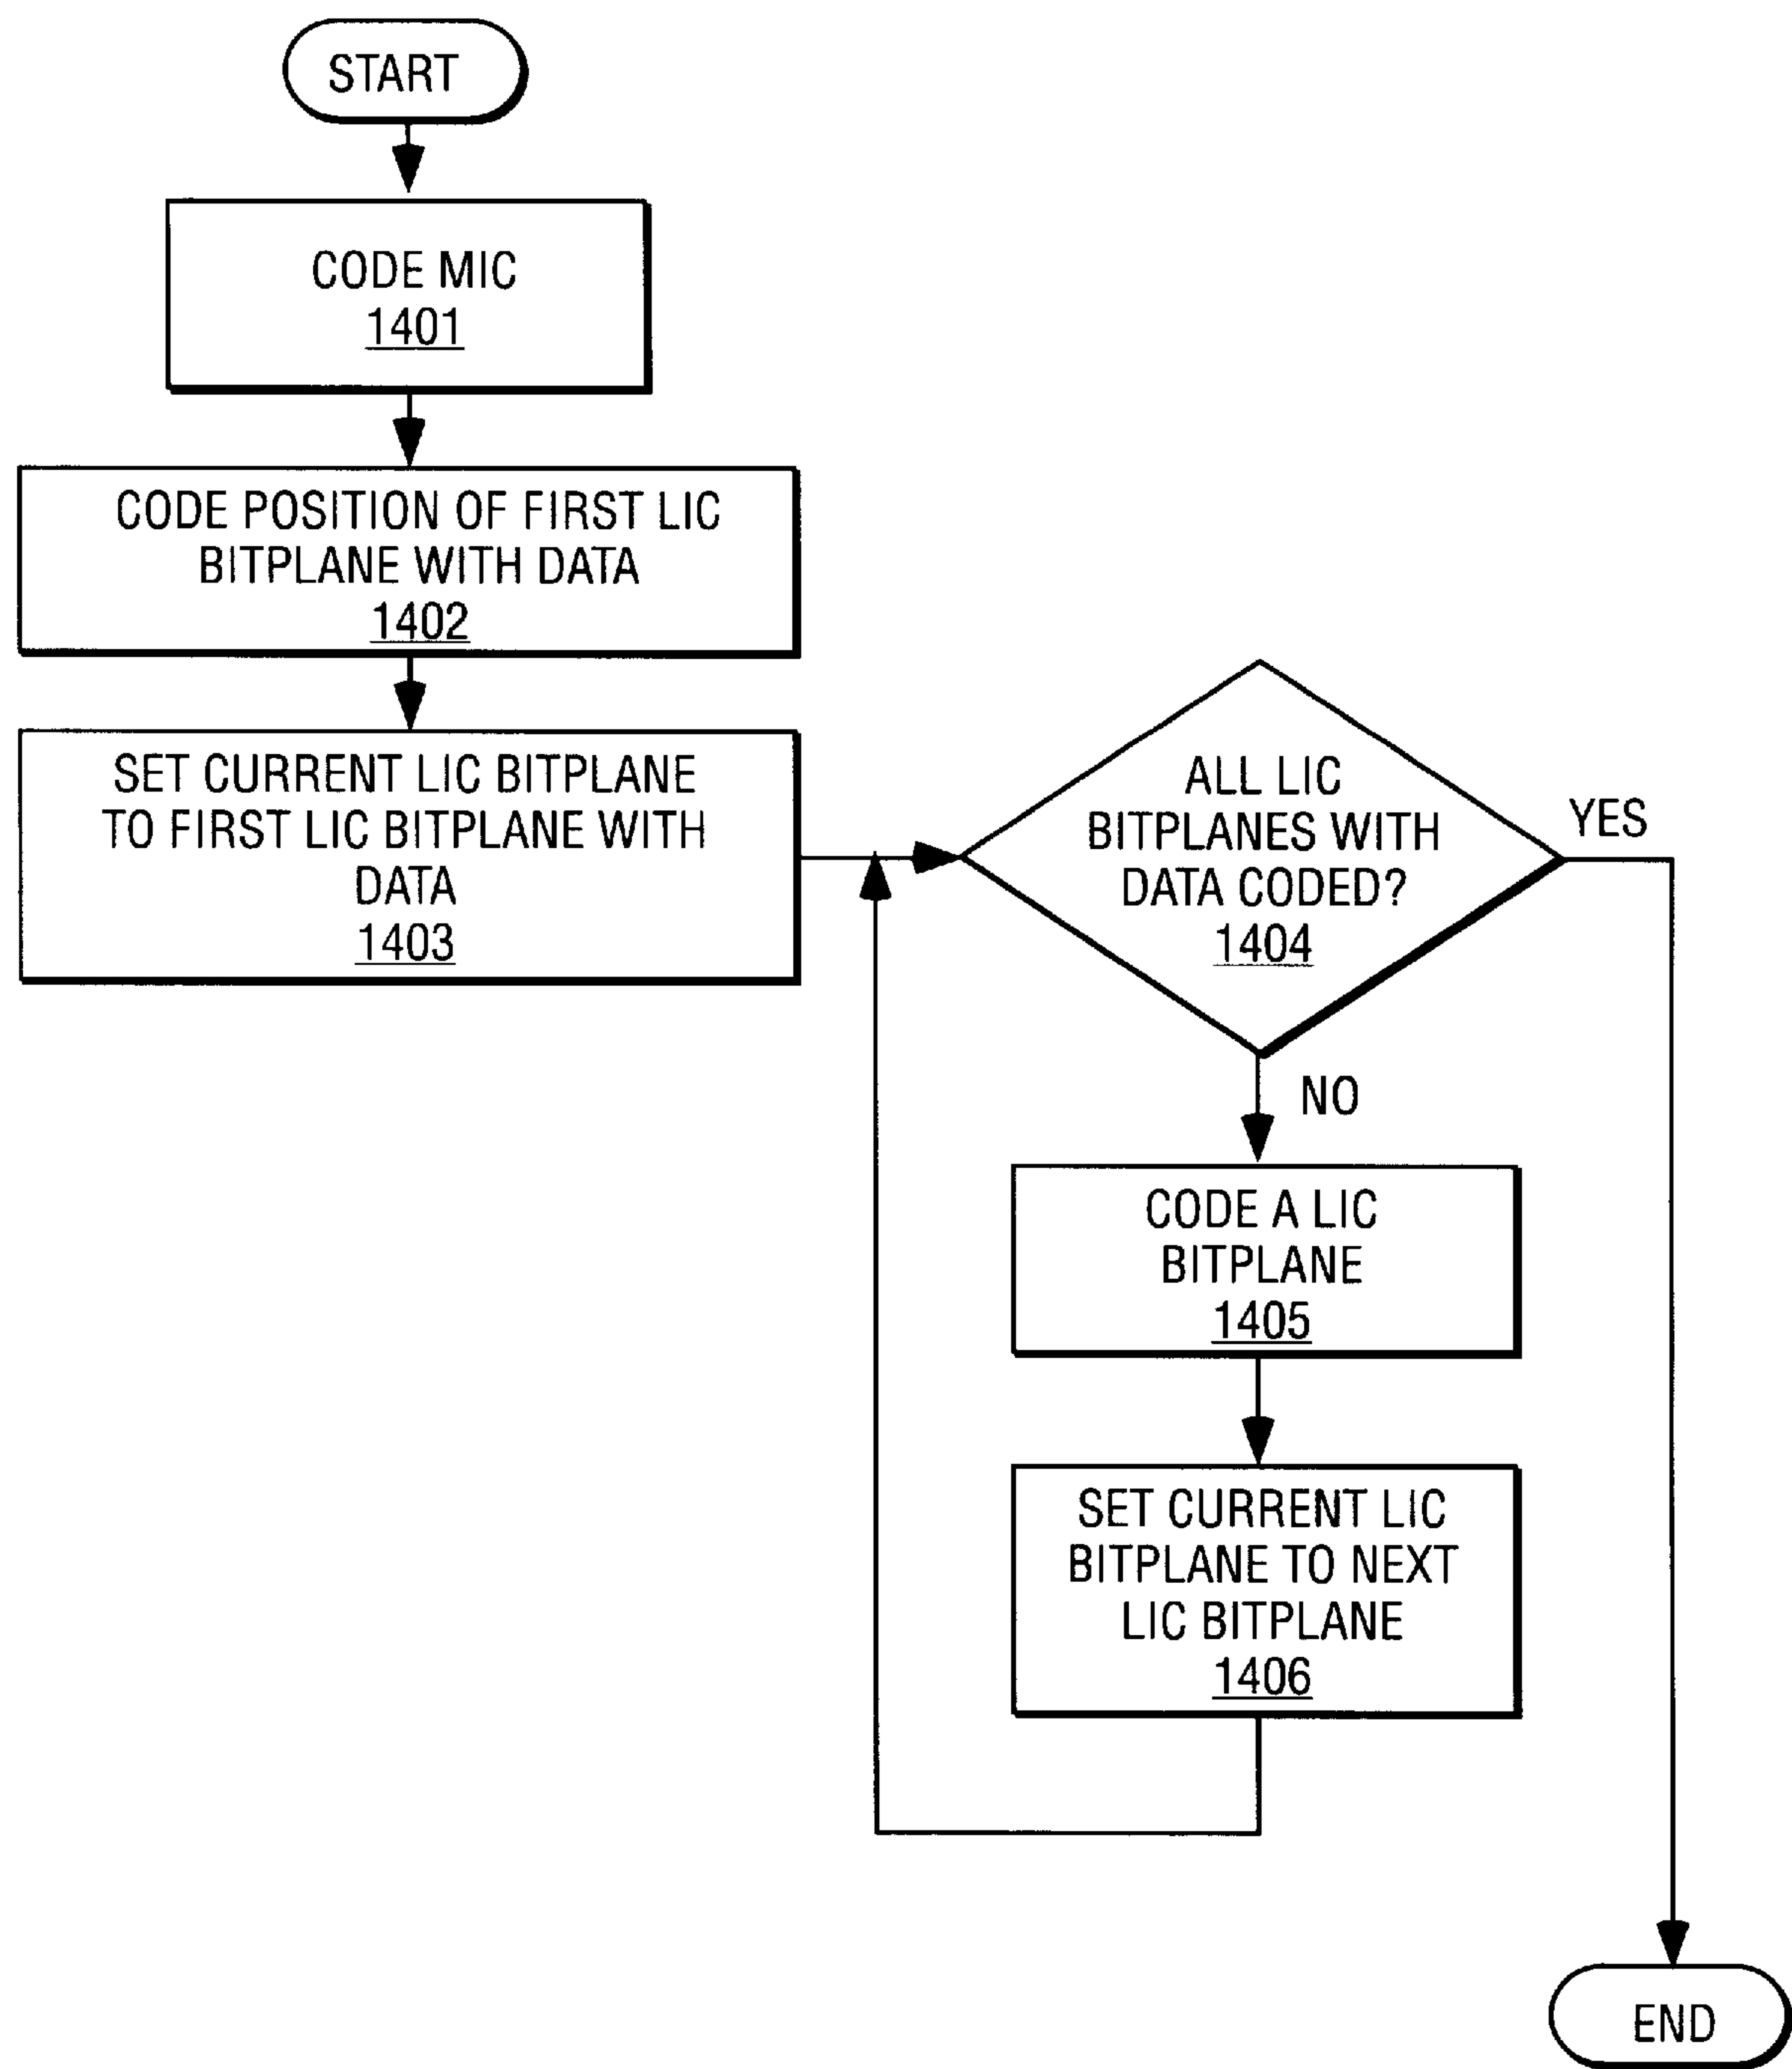 START
CODE MIC
1401
CODE POSITION OF FIRST LIC
BITPLANE WITH DATA
1402
SET CURRENT LIC BITPLANE
TO FIRST LIC BITPLANE WITH
DATA
1403
ALL LIC
BITPLANES WITH
DATA CODED?
1404
YES
NO
CODE A LIC
BITPLANE
1405
SET CURRENT LIC
BITPLANE TO NEXT
LIC BITPLANE
1406
END